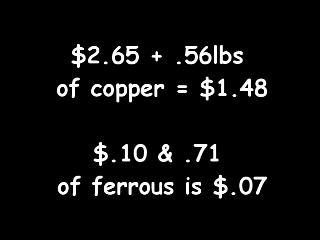 $2.65 + .56lbs
of copper = $1.48
$.10 & .71
of ferrous is $.07